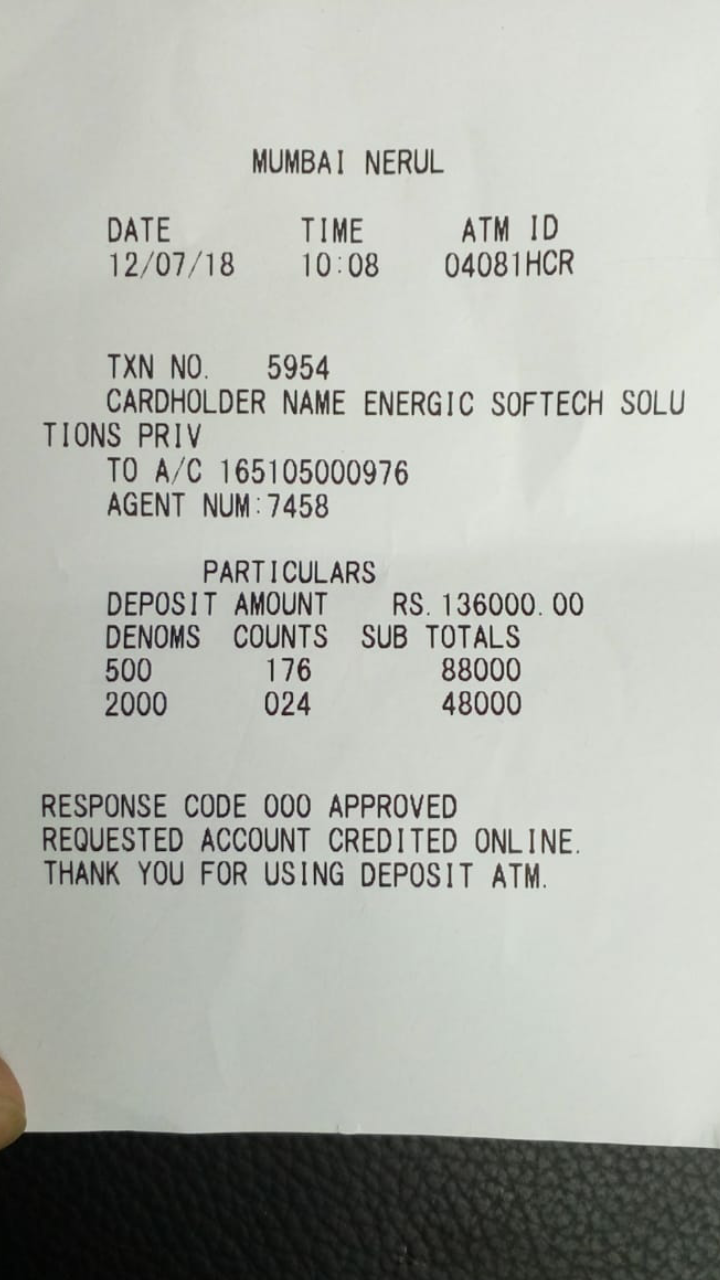 MUMBAI NERUL
DATE TIME ATM ID
12/07/18 10:08 04081HCR
TXN NO. 5954
CARDHOLDER NAME ENERGIC SOFTECH SOLU
TIONS PRIV
TO A/C 165105000976
AGENT NUM:7458
PARTICULARS
DEPOSIT AMOUNT RS.136000.00
DENOMS COUNTS SUB TOTALS
500 176 88000
2000 024 48000
RESPONSE CODE 000 APPROVED
REQUESTED ACCOUNT CREDITED ONLINE.
THANK YOU FOR USING DEPOSIT ATM.